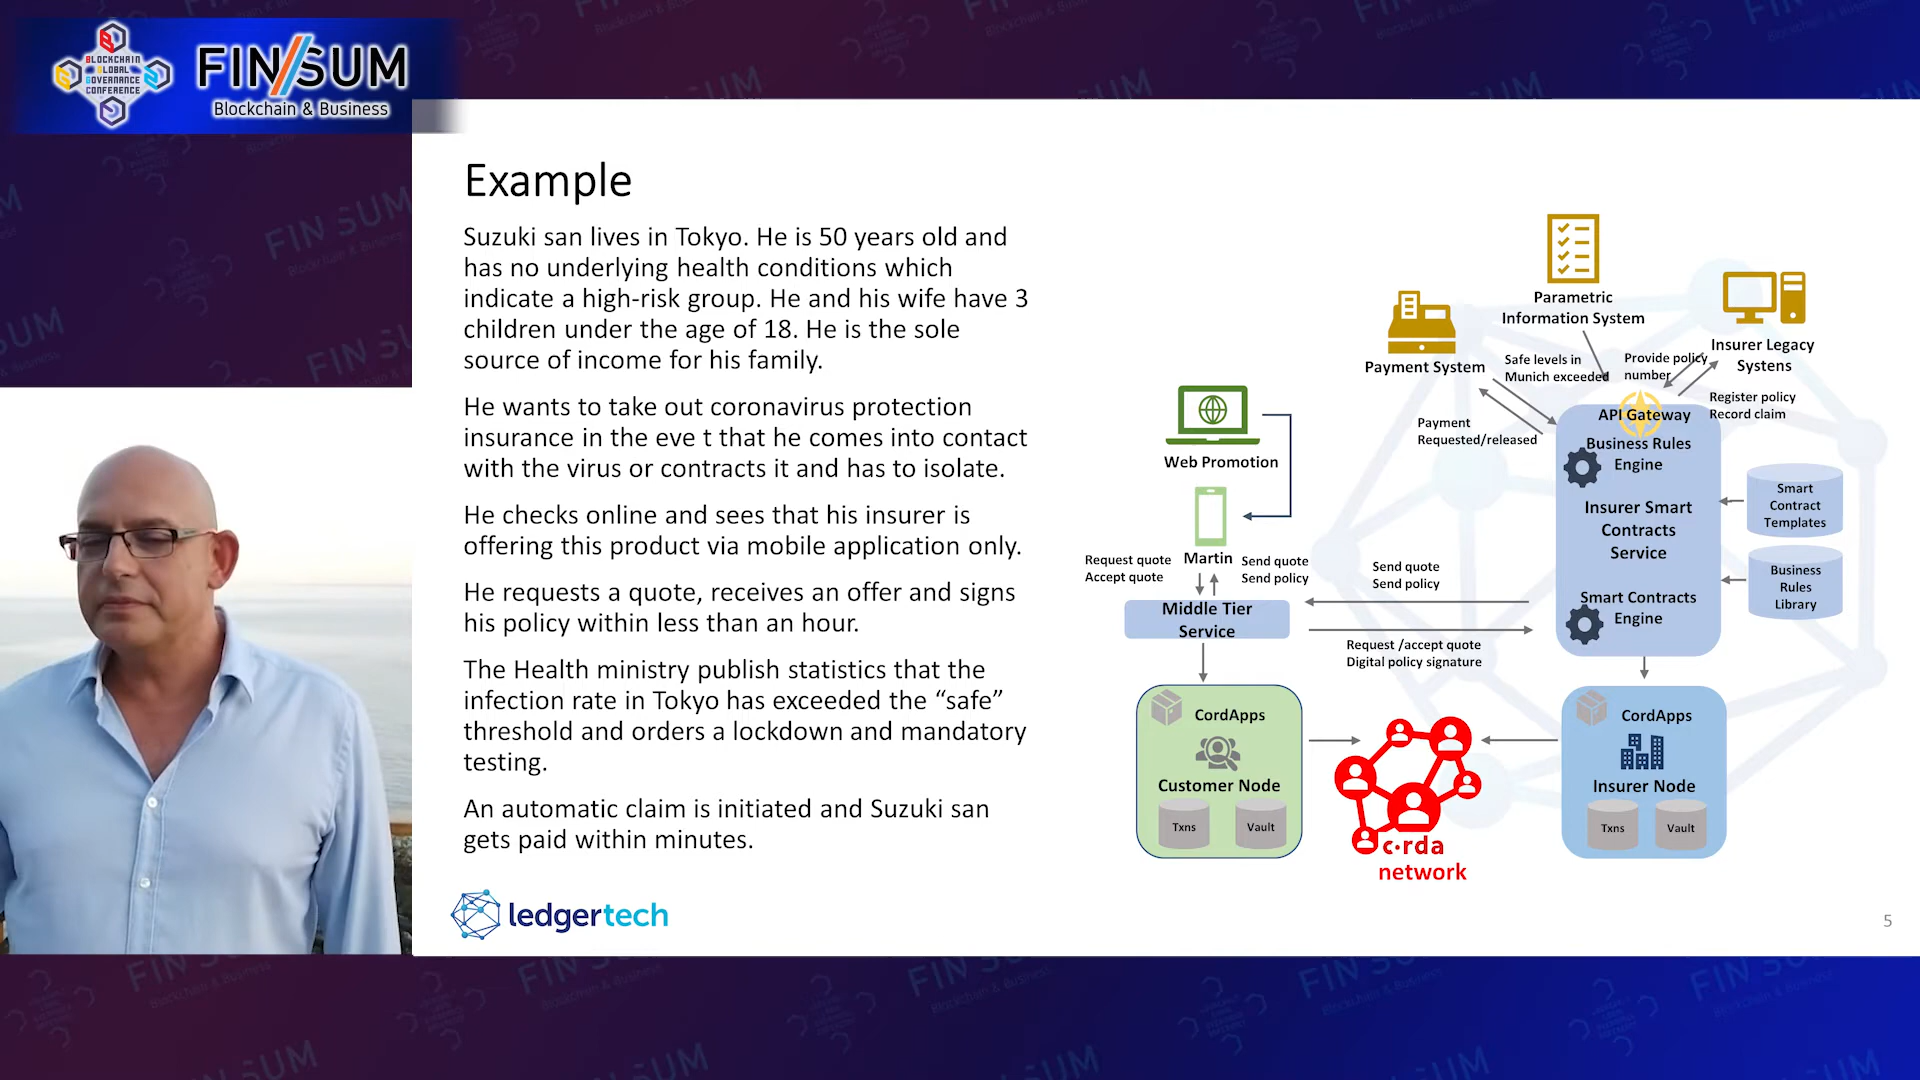 BLOCKCHAIN
GLOBAL
GOVERNANCE
CONFERENCE
FIN/SUM
Blockchain & Business
Example
Suzuki san lives in Tokyo. He is 50 years old and
has no underlying health conditions which
indicate a high-risk group. He and his wife have 3
children under the age of 18. He is the sole
source of income for his family.
He wants to take out coronavirus protection
insurance in the eve t that he comes into contact
with the virus or contracts it and has to isolate.
He checks online and sees that his insurer is
offering this product via mobile application only.
He requests a quote, receives an offer and signs
his policy within less than an hour.
The Health ministry publish statistics that the
infection rate in Tokyo has exceeded the “safe”
threshold and orders a lockdown and mandatory
testing.
An automatic claim is initiated and Suzuki san
gets paid within minutes.
ledgertech
Parametric
Information System
Payment System
Insurer Legacy
Systens
Safe levels in
Munich exceeded
Provide policy
number
Register policy
Record claim
Payment
Requested/released
Web Promotion
Martin
Request quote
Accept quote
Send quote
Send policy
Middle Tier
Service
Send quote
Send policy
Request /accept quote
Digital policy signature
API Gateway
Business Rules
Engine
Insurer Smart
Contracts
Service
Smart Contracts
Engine
Smart
Contract
Templates
Business
Rules
Library
CordApps
Customer Node
Txns
Vault
c·rda
network
CordApps
Insurer Node
Txns
Vault
5